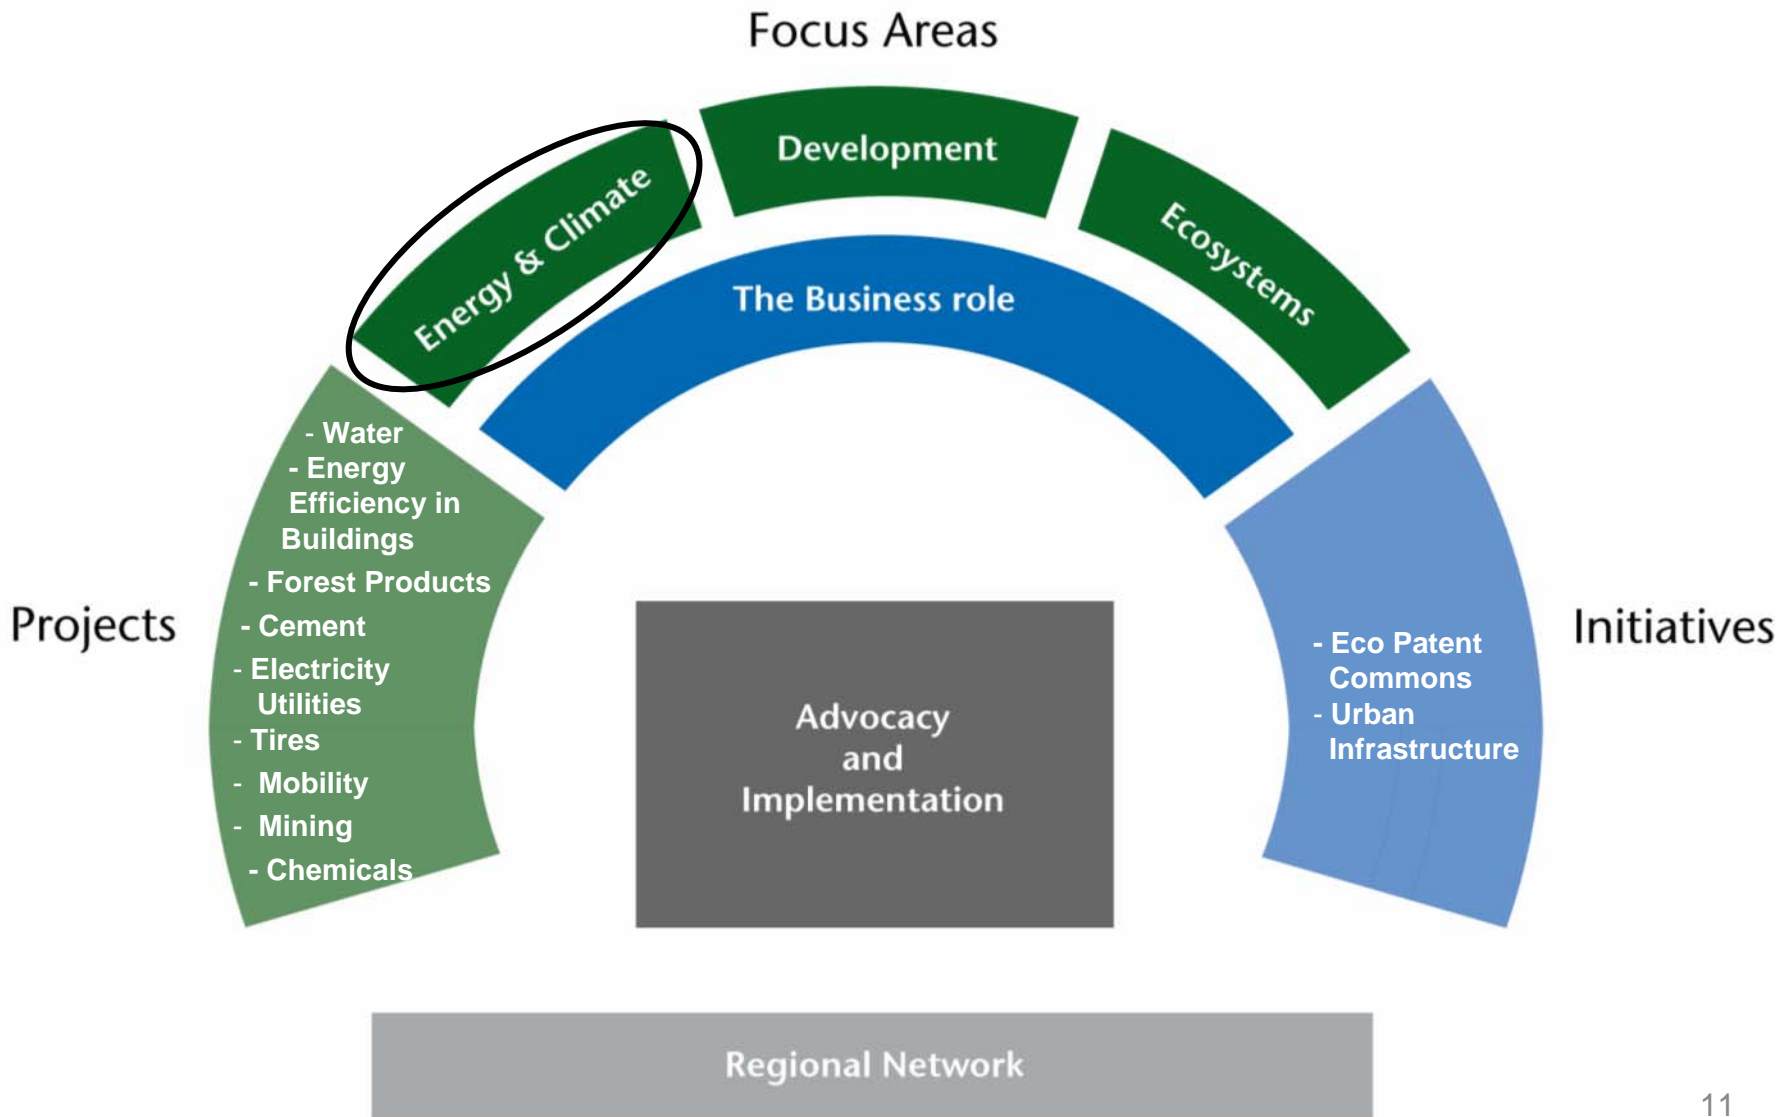 Focus Areas
Energy & Climate
Development
Ecosystems
The Business role
Projects
- Water
- Energy
Efficiency in
Buildings
- Forest Products
- Cement
- Electricity
Utilities
- Tires
- Mobility
- Mining
- Chemicals
Advocacy
and
Implementation
Initiatives
- Eco Patent
Commons
- Urban
Infrastructure
Regional Network
11